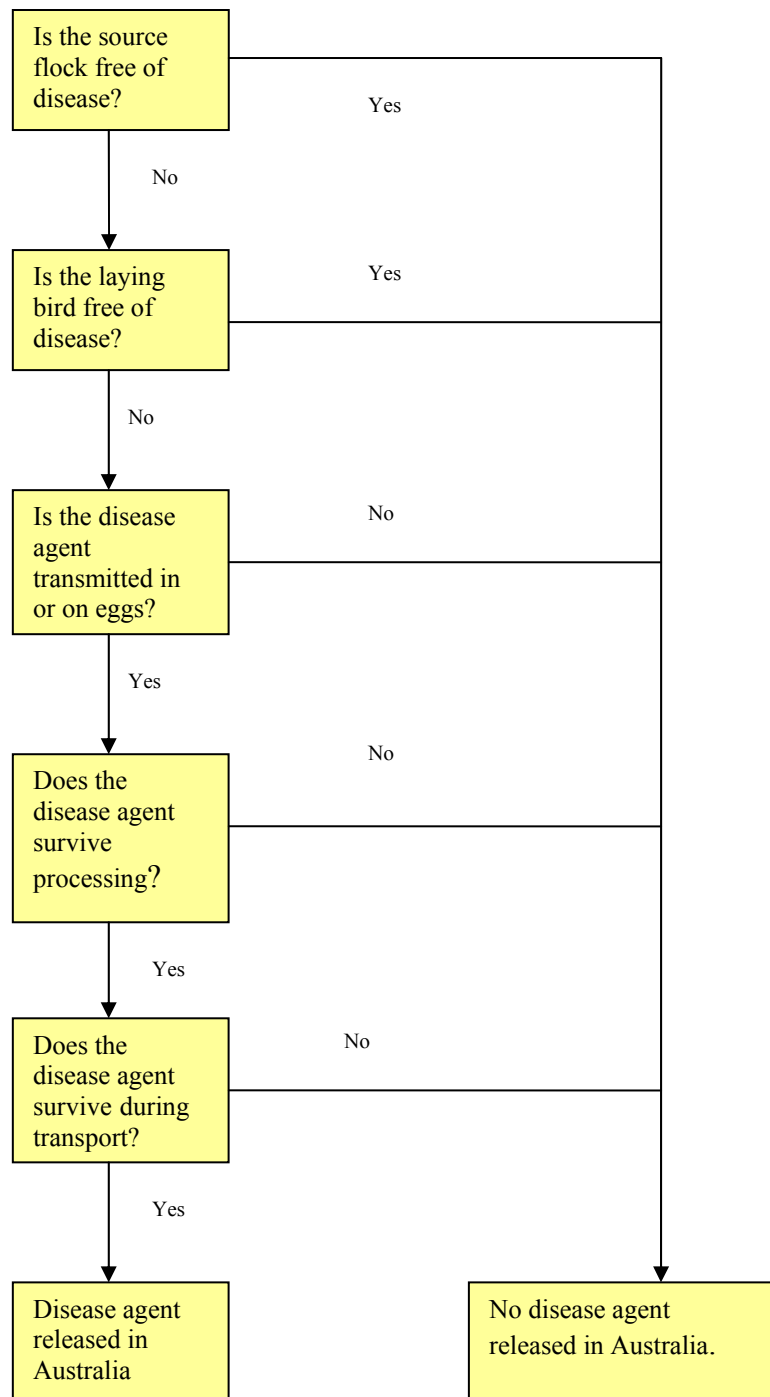 Is the source
flock free of
disease?
Yes
No
Is the laying
bird free of
disease?
Yes
No
Is the disease
agent
transmitted in
or on eggs?
No
Yes
Does the
disease agent
survive
processing?
No
Yes
Does the
disease agent
survive during
transport?
No
Yes
Disease agent
released in
Australia
No disease agent
released in Australia.